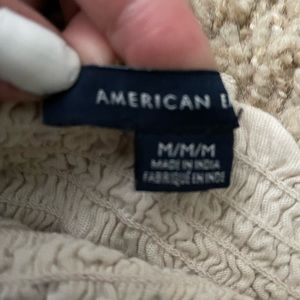 AMERICAN E
M/M/M
MADE IN INDIA
FABRIQUÉ EN INDE